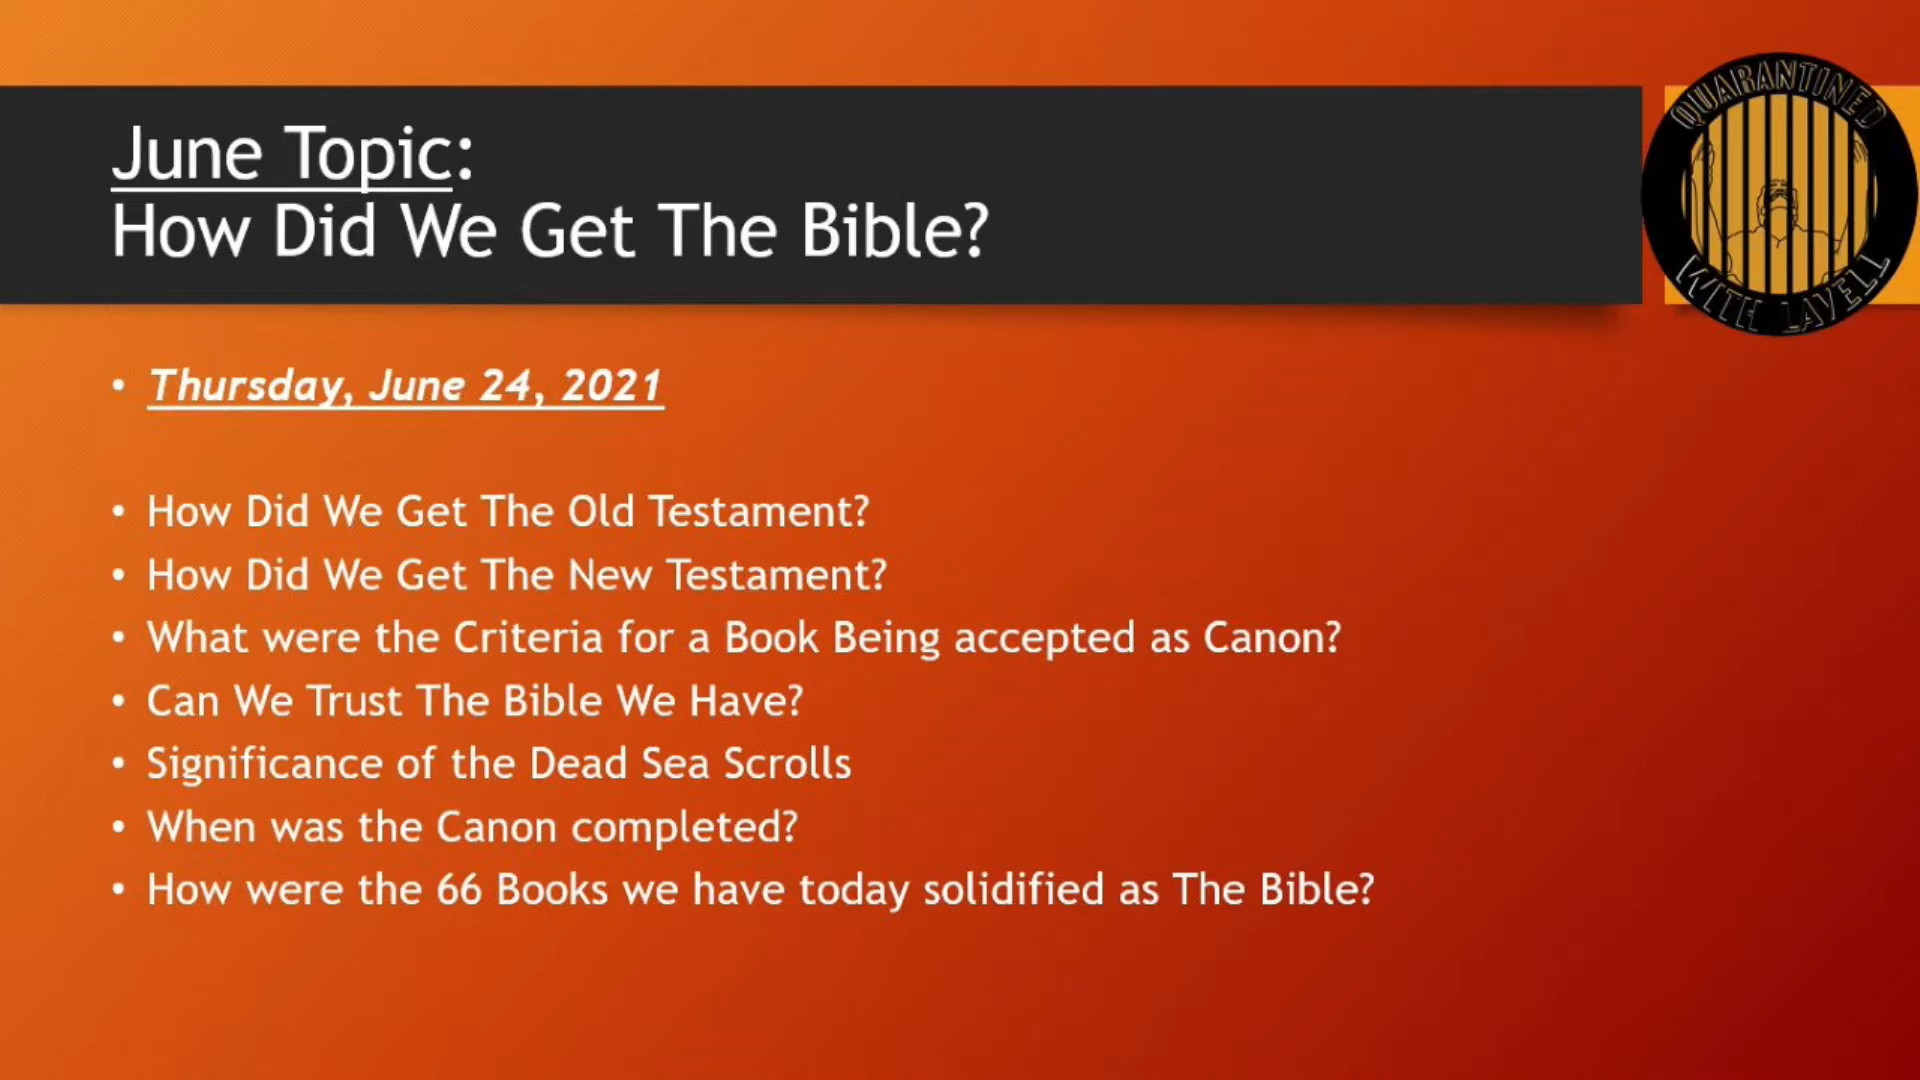 June Topic:
How Did We Get The Bible?
QUARANTINED
WITH LAVELL
• Thursday, June 24, 2021
• How Did We Get The Old Testament?
• How Did We Get The New Testament?
• What were the Criteria for a Book Being accepted as Canon?
• Can We Trust The Bible We Have?
• Significance of the Dead Sea Scrolls
• When was the Canon completed?
• How were the 66 Books we have today solidified as The Bible?